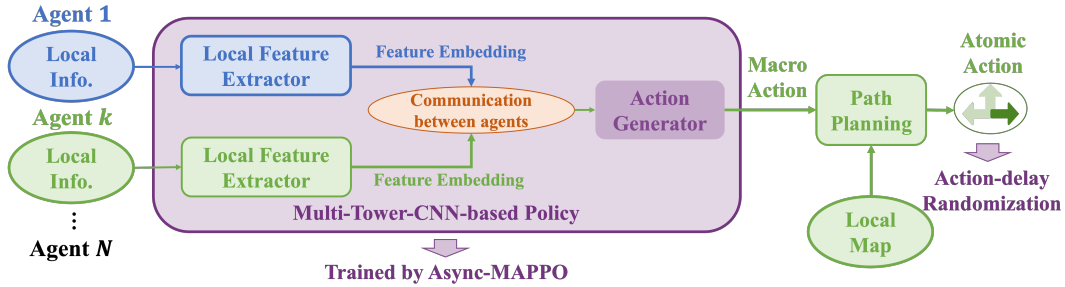 Agent 1
Local
Info.
Local Feature
Extractor
Feature Embedding
Agent k
Local
Info.
Local Feature
Extractor
Feature Embedding
Communication
between agents
Action
Generator
Multi-Tower-CNN-based Policy
Trained by Async-MAPPO
Macro
Action
Path
Planning
Local
Map
Atomic
Action
Action-delay
Randomization
⋮
Agent N